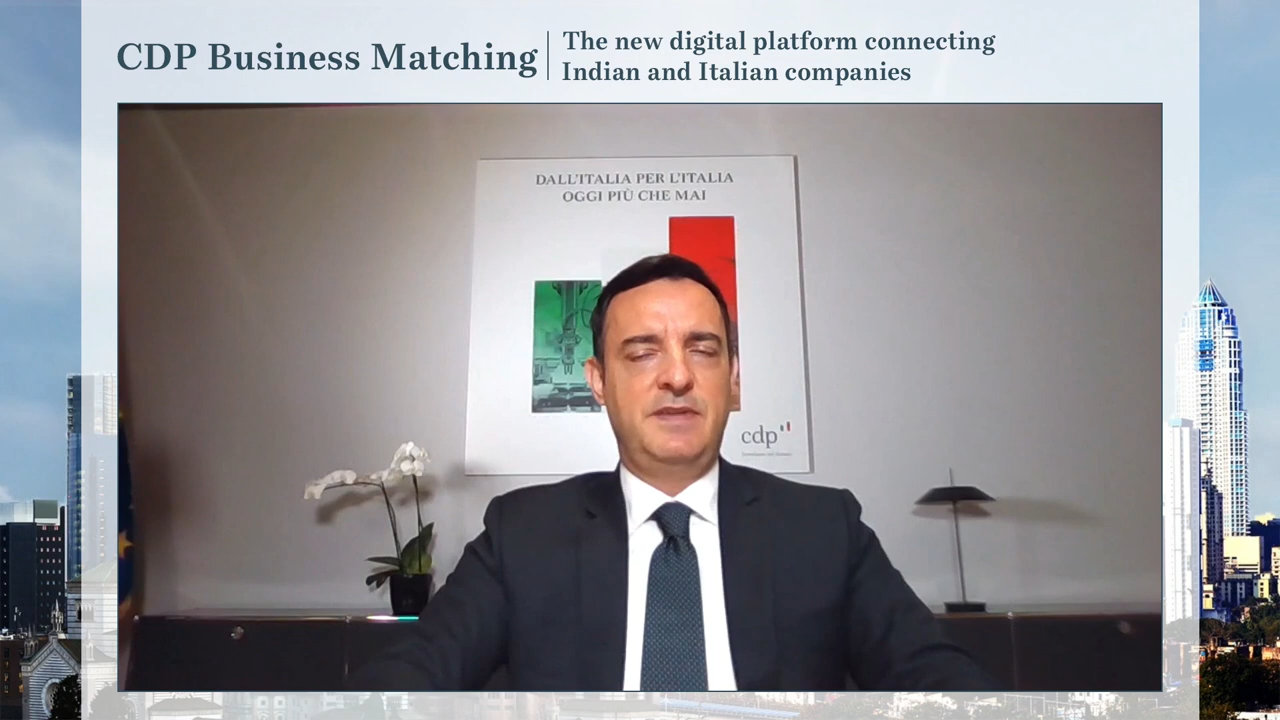 CDP Business Matching
The new digital platform connecting
Indian and Italian companies
DALL'ITALIA PER L'ITALIA
OGGI PIÙ CHE MAI
cdp